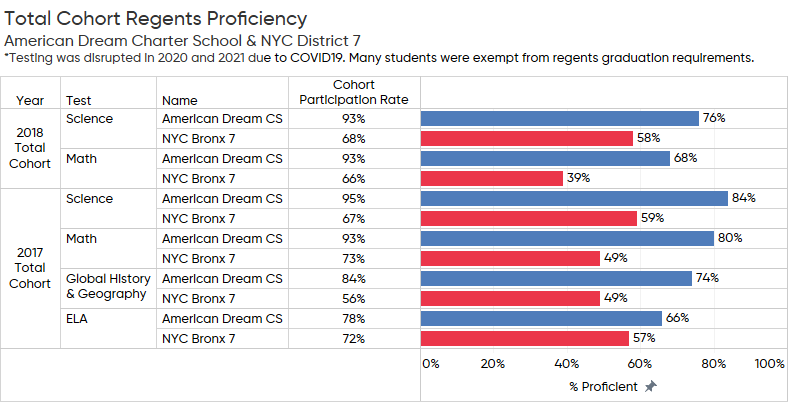 Total Cohort Regents Proficiency
American Dream Charter School & NYC District 7
*Testing was disrupted in 2020 and 2021 due to COVID19. Many students were exempt from regents graduation requirements.
Cohort
Year Test Name Participation Rate
2018 Total Cohort Science American Dream CS 93% 76%
NYC Bronx 7 68% 58%
Math American Dream CS 93% 68%
NYC Bronx 7 66% 39%
2017 Total Cohort Science American Dream CS 95% 84%
NYC Bronx 7 67% 59%
Math American Dream CS 93% 80%
NYC Bronx 7 73% 49%
Global History & Geography American Dream CS 84% 74%
NYC Bronx 7 56% 49%
ELA American Dream CS 78% 66%
NYC Bronx 7 72% 57%
0% 20% 40% 60% 80% 100%
% Proficient